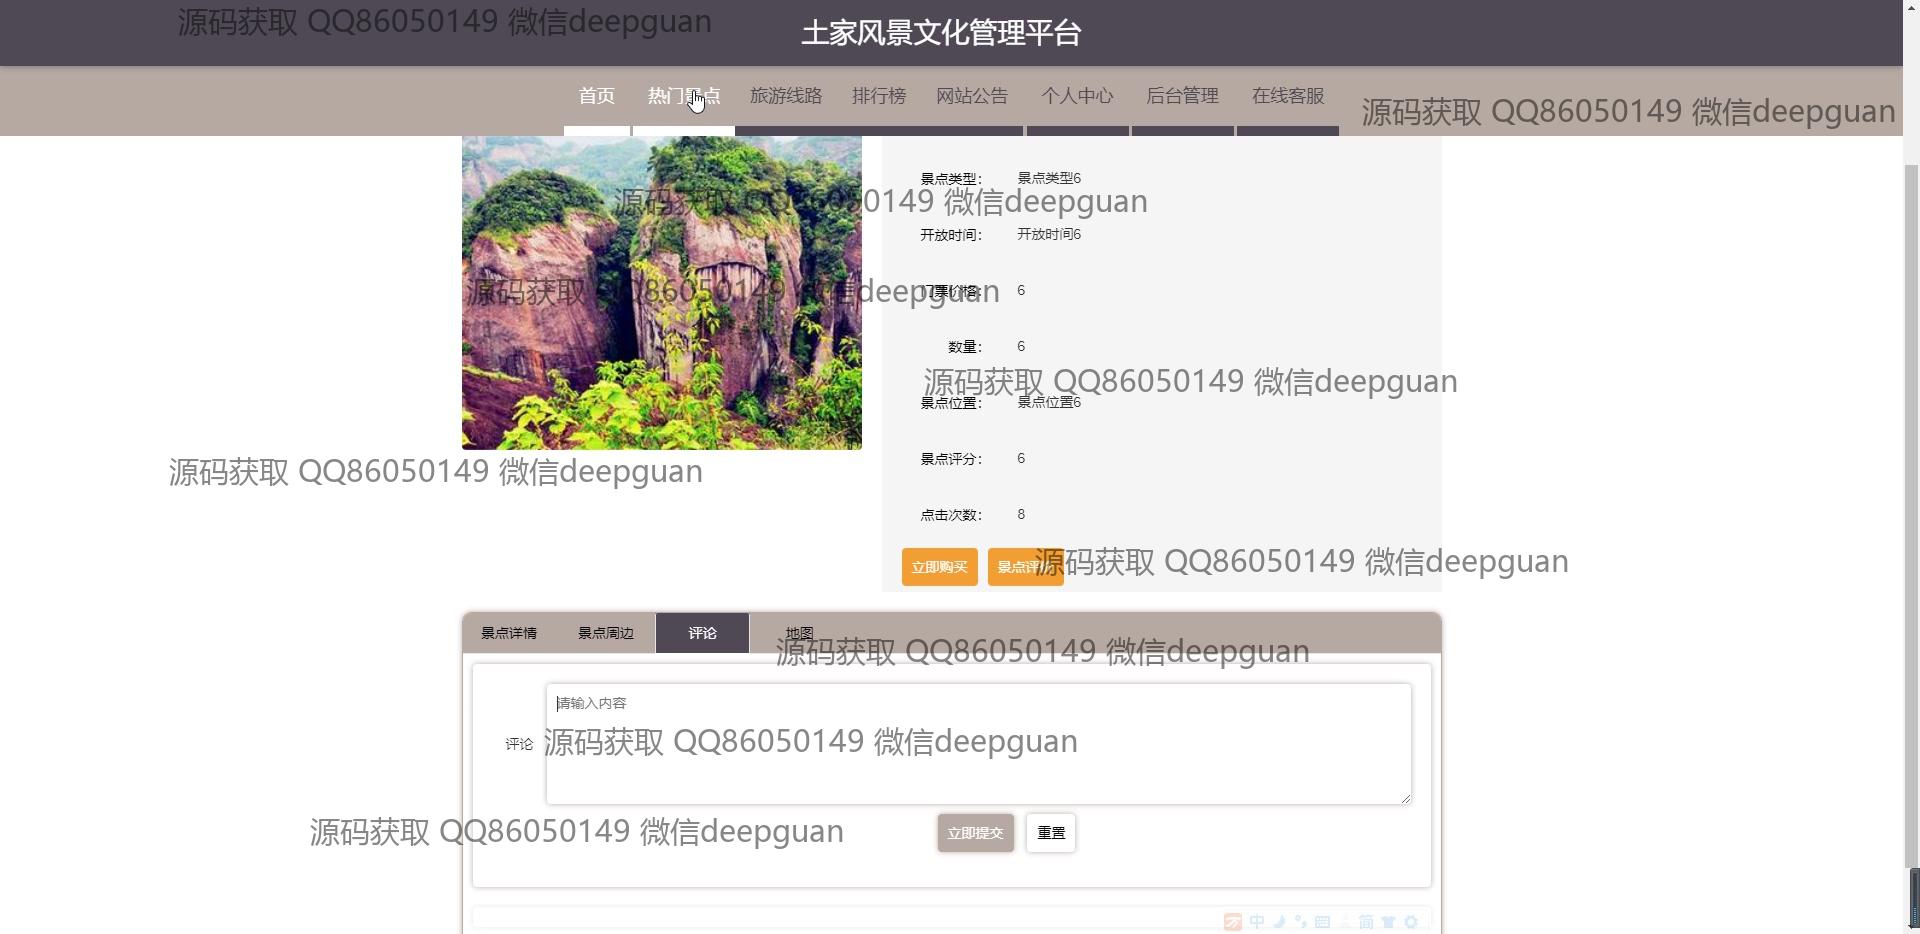 源码获取 QQ86050149 微信deepguan
土家风景文化管理平台
首页 热门景点 旅游线路 排行榜 网站公告 个人中心 后台管理 在线客服
源码获取 QQ86050149 微信deepguan
景点类型： 景点类型6
源码获取 QQ86050149 微信deepguan
开放时间： 开放时间6
源码获取 QQ86050149 微信deepguan
门票价格： 6
数量： 6
源码获取 QQ86050149 微信deepguan
景点位置： 景点位置6
景点评分： 6
源码获取 QQ86050149 微信deepguan
点击次数： 8
立即购买 景点评价
源码获取 QQ86050149 微信deepguan
景点详情 景点周边 评论 地图
源码获取 QQ86050149 微信deepguan
请输入内容
评论
源码获取 QQ86050149 微信deepguan
源码获取 QQ86050149 微信deepguan
立即提交 重置
中 简